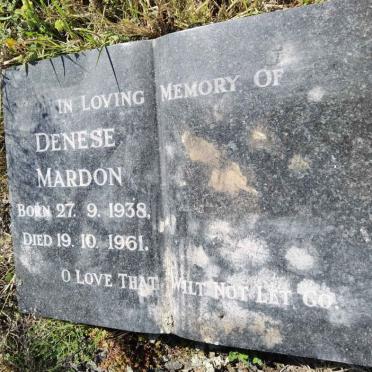 IN LOVING MEMORY OF
DENESE
MARDON
BORN 27. 9. 1938.
DIED 19. 10. 1961.
O LOVE THAT WILT NOT LET GO.